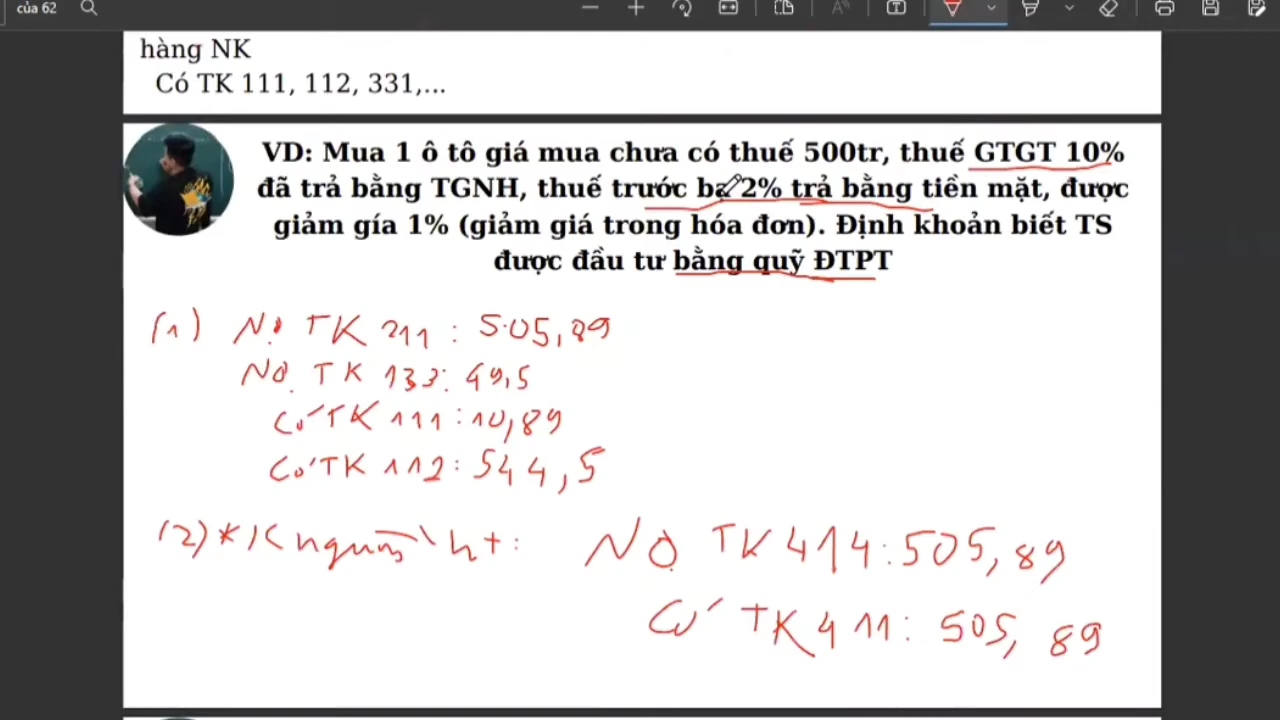 của 62
hàng NK
Có TK 111, 112, 331,...
VD: Mua 1 ô tô giá mua chưa có thuế 500tr, thuế GTGT 10%
đã trả bằng TGNH, thuế trước bạ 2% trả bằng tiền mặt, được
giảm gía 1% (giảm giá trong hóa đơn). Định khoản biết TS
được đầu tư bằng quỹ ĐTPT
(1) Nợ TK 211 : 505,89
Nợ TK 133: 49,5
Có TK 111 : 10,89
Có TK 112: 544,5
(2) * K nguồn ht : Nợ TK 414: 505,89
Có TK 411: 505,89